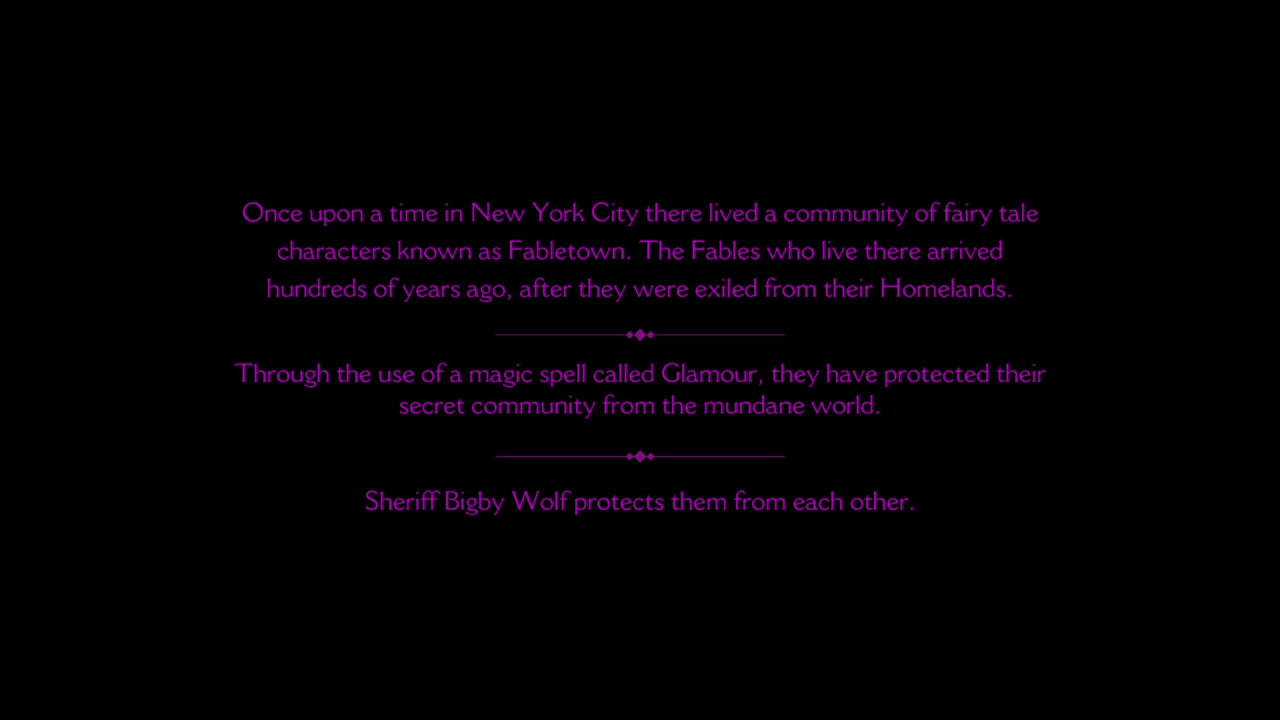 Once upon a time in New York City there lived a community of fairy tale
characters known as Fabletown. The Fables who live there arrived
hundreds of years ago, after they were exiled from their Homelands.
Through the use of a magic spell called Glamour, they have protected their
secret community from the mundane world.
Sheriff Bigby Wolf protects them from each other.